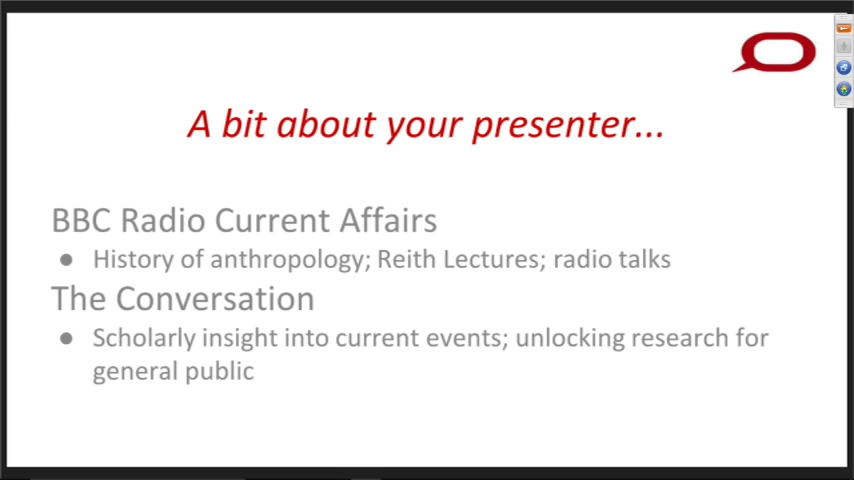 A bit about your presenter...
BBC Radio Current Affairs
● History of anthropology; Reith Lectures; radio talks
The Conversation
● Scholarly insight into current events; unlocking research for
general public